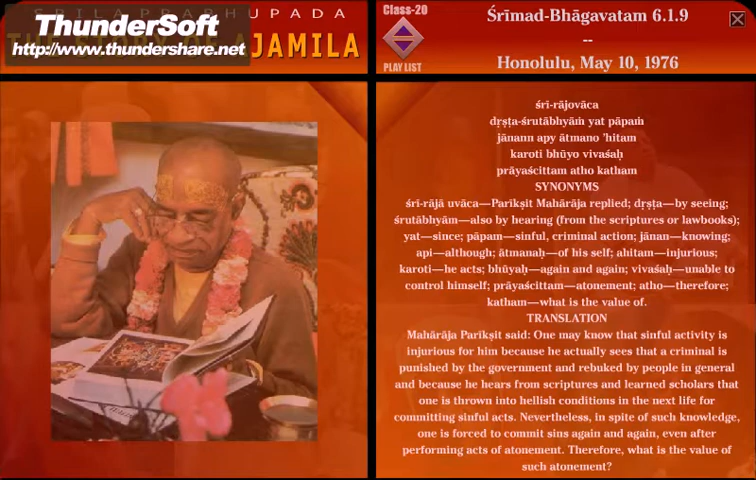 SRILA PRABHUPADA
ThunderSoft
http://www.thundershare.net
THE STORY OF AJAMILA
Class-20
PLAY LIST
Śrīmad-Bhāgavatam 6.1.9
--
Honolulu, May 10, 1976
śrī-rājovāca
dṛṣṭa-śrutābhyāṁ yat pāpaṁ
jānann apy ātmano 'hitam
karoti bhūyo vivaśaḥ
prāyaścittam atho katham
SYNONYMS
śrī-rājā uvāca—Parīkṣit Mahārāja replied; dṛṣṭa—by seeing;
śrutābhyām—also by hearing (from the scriptures or lawbooks);
yat—since; pāpam—sinful, criminal action; jānan—knowing;
api—although; ātmanaḥ—of his self; ahitam—injurious;
karoti—he acts; bhūyaḥ—again and again; vivaśaḥ—unable to
control himself; prāyaścittam—atonement; atho—therefore;
katham—what is the value of.
TRANSLATION
Mahārāja Parīkṣit said: One may know that sinful activity is
injurious for him because he actually sees that a criminal is
punished by the government and rebuked by people in general
and because he hears from scriptures and learned scholars that
one is thrown into hellish conditions in the next life for
committing sinful acts. Nevertheless, in spite of such knowledge,
one is forced to commit sins again and again, even after
performing acts of atonement. Therefore, what is the value of
such atonement?